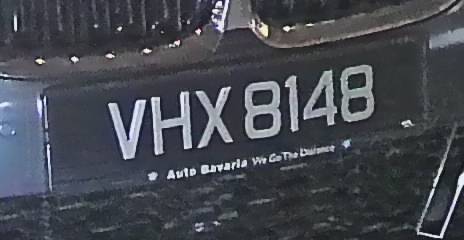 VHX 8148
Auto Bavaria We Go The Distance